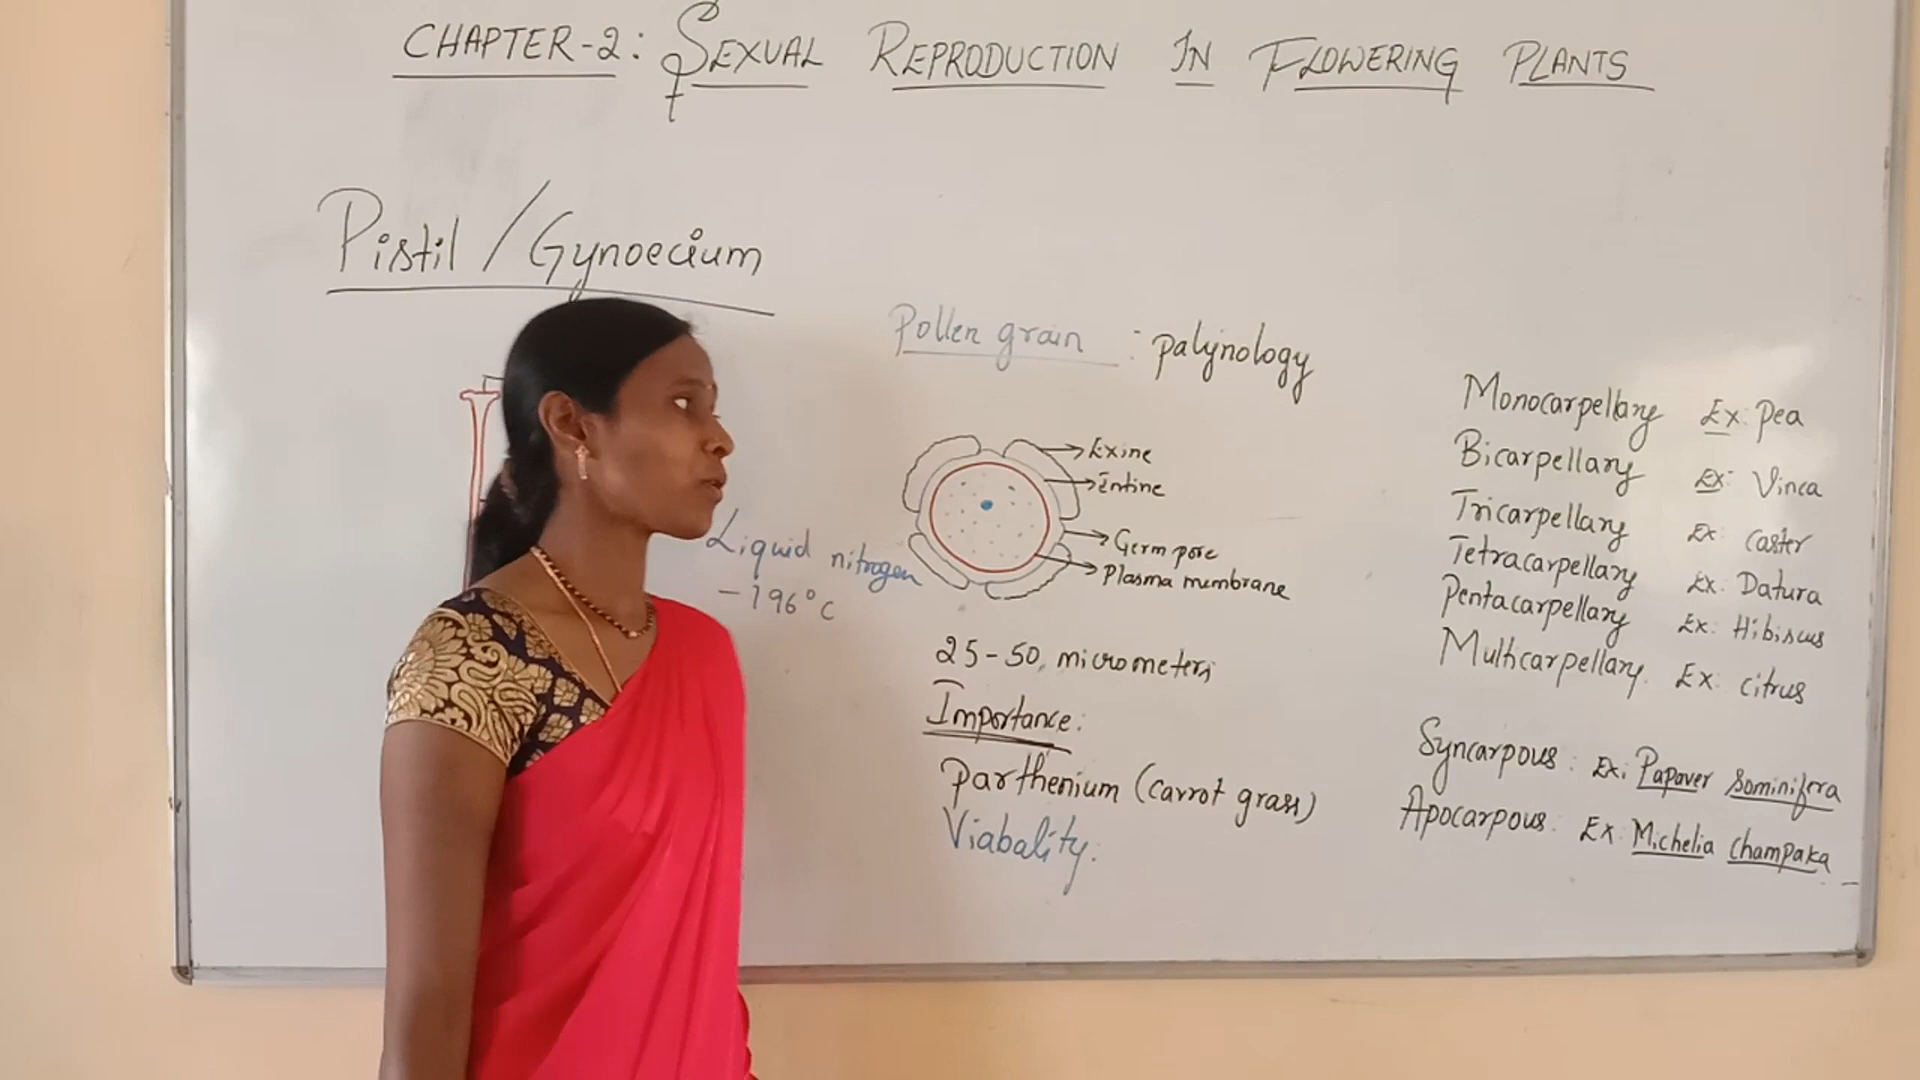 CHAPTER-2: SEXUAL REPRODUCTION IN FLOWERING PLANTS
Pistil / Gynoecium
Pollen grain : palynology
Exine
Intine
Germ pore
Plasma membrane
Liquid nitrogen
-196°C
25-50 micrometers
Importance:
Parthenium (carrot grass)
Viabality:
Monocarpellary Ex: Pea
Bicarpellary Ex: Vinca
Tricarpellary Ex: Caster
Tetracarpellary Ex: Datura
Pentacarpellary Ex: Hibiscus
Multicarpellary. Ex: citrus
Syncarpous: Ex: Papaver Sominifera
Apocarpous: Ex: Michelia Champaka